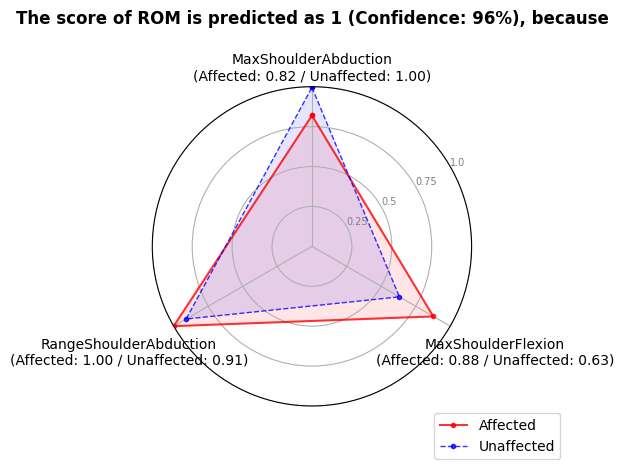 The score of ROM is predicted as 1 (Confidence: 96%), because
MaxShoulderAbduction
(Affected: 0.82 / Unaffected: 1.00)
1.0
0.75
0.5
0.25
RangeShoulderAbduction
(Affected: 1.00 / Unaffected: 0.91)
MaxShoulderFlexion
(Affected: 0.88 / Unaffected: 0.63)
Affected
Unaffected